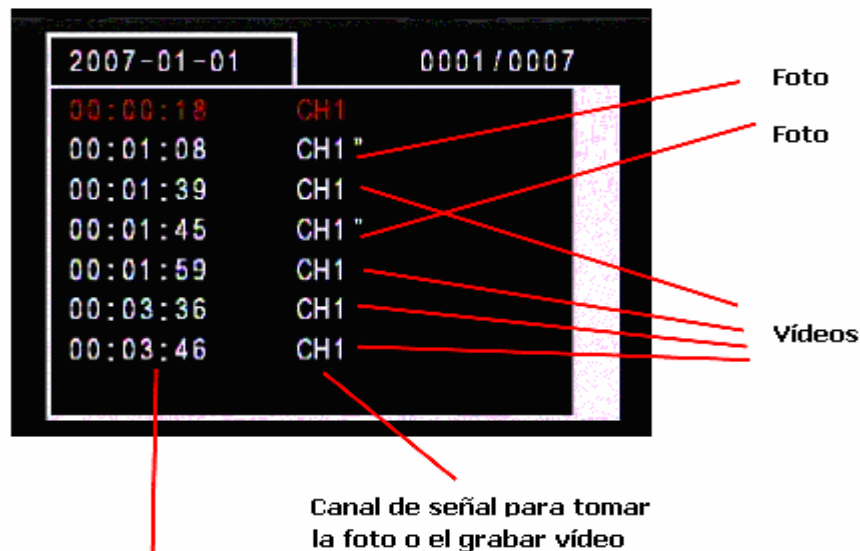 2007-01-01 0001/0007
00:00:18 CH1
00:01:08 CH1"
00:01:39 CH1
00:01:45 CH1"
00:01:59 CH1
00:03:36 CH1
00:03:46 CH1
Foto
Foto
Vídeos
Canal de señal para tomar
la foto o el grabar vídeo